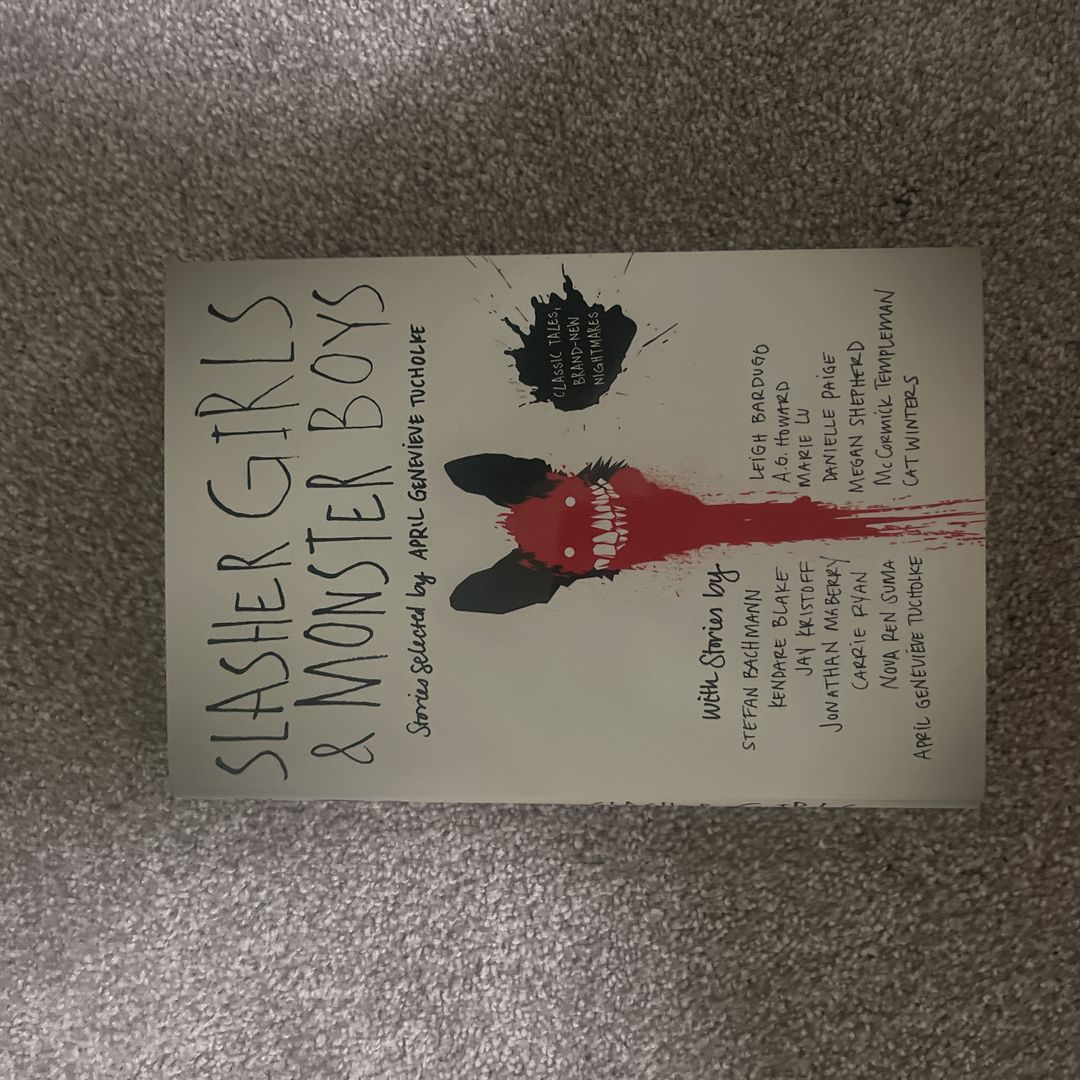 SLASHER GIRLS
& MONSTER BOYS
Stories selected by APRIL GENEVIEVE TUCHOLKE
CLASSIC TALES,
BRAND-NEW
NIGHTMARES
with Stories by
STEFAN BACHMANN
KENDARE BLAKE
JAY KRISTOFF
JONATHAN MABERRY
CARRIE RYAN
NOVA REN SUMA
APRIL GENEVIEVE TUCHOLKE
LEIGH BARDUGO
A.G. HOWARD
MARIE LU
DANIELLE PAIGE
MEGAN SHEPHERD
McCORMICK TEMPLEMAN
CAT WINTERS